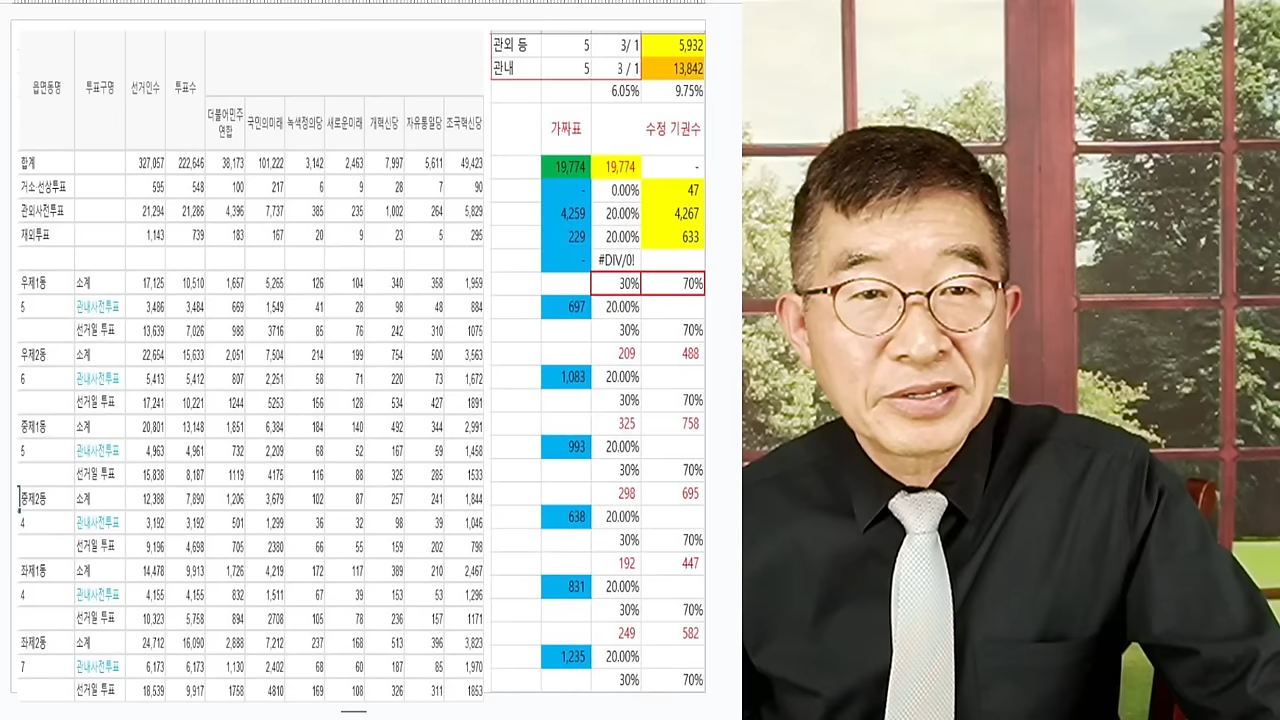 관외 등 5 3/ 1 5,932
관내 5 3 / 1 13,842
6.05% 9.75%
읍면동명 투표구명 선거인수 투표수
더불어민주연합 국민의미래 녹색정의당 새로운미래 개혁신당 자유통일당 조국혁신당
가짜표 수정 기권수
합계 327,057 222,646 38,173 101,222 3,142 2,463 7,997 5,611 49,423 19,774 19,774 -
거소·선상투표 595 548 100 217 6 9 28 7 90 - 0.00% 47
관외사전투표 21,294 21,286 4,396 7,737 385 235 1,002 264 5,829 4,259 20.00% 4,267
재외투표 1,143 739 183 167 20 9 23 5 295 229 20.00% 633
- #DIV/0!
우제1동 소계 17,125 10,510 1,657 5,265 126 104 340 358 1,959 30% 70%
5 관내사전투표 3,486 3,484 669 1,549 41 28 98 48 884 697 20.00%
선거일 투표 13,639 7,026 988 3716 85 76 242 310 1075 30% 70%
우제2동 소계 22,654 15,633 2,051 7,504 214 199 754 500 3,563 209 488
6 관내사전투표 5,413 5,412 807 2,251 58 71 220 73 1,672 1,083 20.00%
선거일 투표 17,241 10,221 1244 5253 156 128 534 427 1891 30% 70%
중제1동 소계 20,801 13,148 1,851 6,384 184 140 492 344 2,991 325 758
5 관내사전투표 4,963 4,961 732 2,209 68 52 167 59 1,458 993 20.00%
선거일 투표 15,838 8,187 1119 4175 116 88 325 285 1533 30% 70%
중제2동 소계 12,388 7,890 1,206 3,679 102 87 257 241 1,844 298 695
4 관내사전투표 3,192 3,192 501 1,299 36 32 98 39 1,046 638 20.00%
선거일 투표 9,196 4,698 705 2380 66 55 159 202 798 30% 70%
좌제1동 소계 14,478 9,913 1,726 4,219 172 117 389 210 2,467 192 447
4 관내사전투표 4,155 4,155 832 1,511 67 39 153 53 1,296 831 20.00%
선거일 투표 10,323 5,758 894 2708 105 78 236 157 1171 30% 70%
좌제2동 소계 24,712 16,090 2,888 7,212 237 168 513 396 3,823 249 582
7 관내사전투표 6,173 6,173 1,130 2,402 68 60 187 85 1,970 1,235 20.00%
선거일 투표 18,539 9,917 1758 4810 169 108 326 311 1853 30% 70%